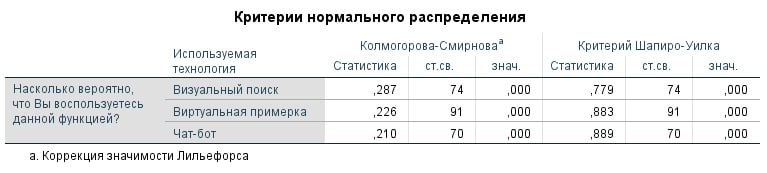 Критерии нормального распределения
Используемая технология Колмогорова-Смирноваª Критерий Шапиро-Уилка
Статистика ст.св. знач. Статистика ст.св. знач.
Насколько вероятно, что Вы воспользуетесь данной функцией? Визуальный поиск ,287 74 ,000 ,779 74 ,000
Виртуальная примерка ,226 91 ,000 ,883 91 ,000
Чат-бот ,210 70 ,000 ,889 70 ,000
a. Коррекция значимости Лильефорса